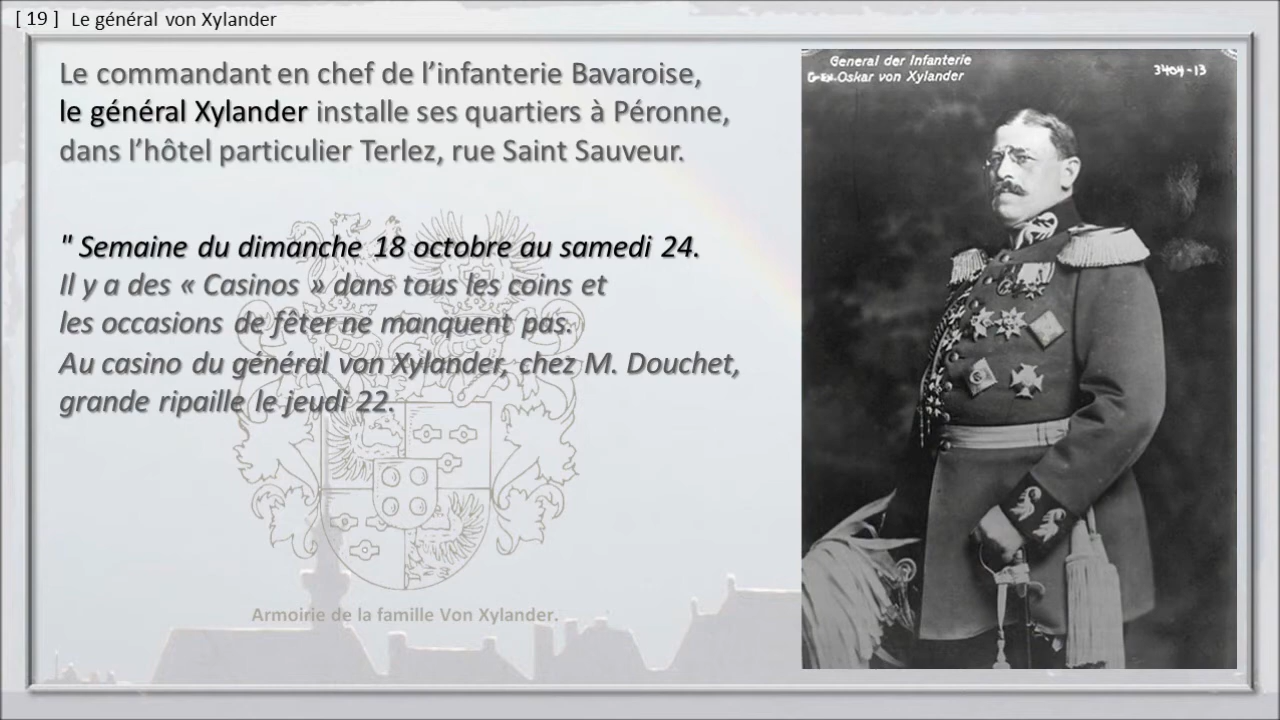 [ 19 ] Le général von Xylander
Le commandant en chef de l’infanterie Bavaroise,
le général Xylander installe ses quartiers à Péronne,
dans l’hôtel particulier Terlez, rue Saint Sauveur.
" Semaine du dimanche 18 octobre au samedi 24.
Il y a des « Casinos » dans tous les coins et
les occasions de fêter ne manquent pas.
Au casino du général von Xylander, chez M. Douchet,
grande ripaille le jeudi 22.
Armoirie de la famille Von Xylander.
General der Infanterie
Oskar von Xylander
3404-13